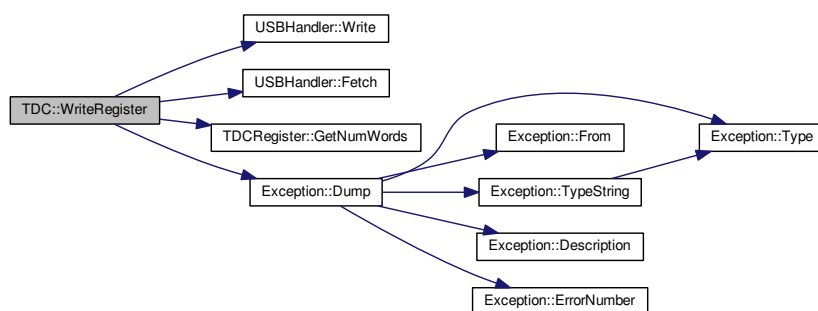 USBHandler::Write
USBHandler::Fetch
TDC::WriteRegister
TDCRegister::GetNumWords
Exception::Dump
Exception::From
Exception::Type
Exception::TypeString
Exception::Description
Exception::ErrorNumber